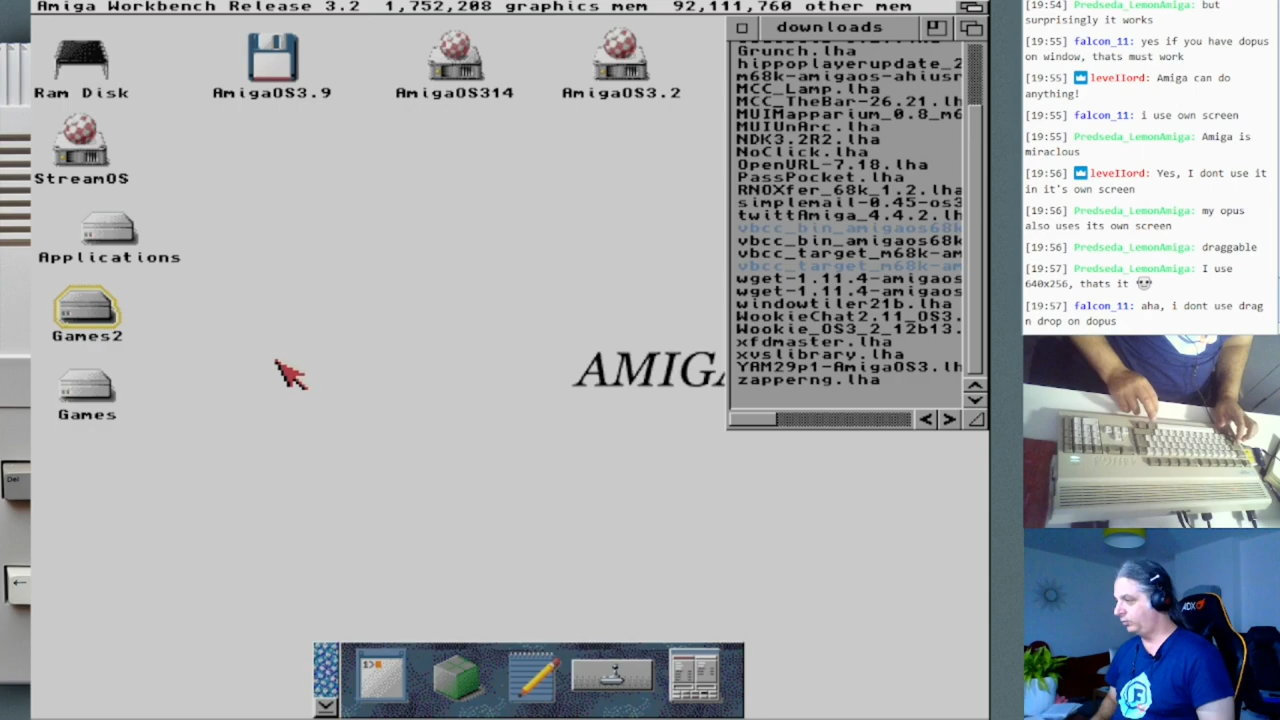 Amiga Workbench Release 3.2  1,752,208 graphics mem  92,111,760 other mem
Ram Disk
AmigaOS3.9
AmigaOS314
AmigaOS3.2
StreamOS
Applications
Games2
Games
AMIGA
downloads
Grunch.lha
hippoplayerupdate_2
m68k-amigaos-ahiusr
MCC_Lamp.lha
MCC_TheBar-26.21.lh
MUIMapparium_0.8_m6
MUIUnArc.lha
NDK3.2R2.lha
NoClick.lha
OpenURL-7.18.lha
PassPocket.lha
RNOXfer_68k_1.2.lha
simplemail-0.45-os3
twittAmiga_4.4.2.lh
vbcc_bin_amigaos68k
vbcc_bin_amigaos68k
vbcc_target_m68k-am
vbcc_target_m68k-am
wget-1.11.4-amigaos
wget-1.11.4-amigaos
windowtiler21b.lha
WookieChat2.11_OS3.
Wookie_OS3_2_12b13.
xfdmaster.lha
xvslibrary.lha
YAM29p1-AmigaOS3.lh
zapperng.lha
[19:54] Predseda_LemonAmiga: but
surprisingly it works
[19:55] falcon_11: yes if you have dopus
on window, thats must work
[19:55] leveIIord: Amiga can do
anything!
[19:55] falcon_11: i use own screen
[19:55] Predseda_LemonAmiga: Amiga is
miraclous
[19:56] leveIIord: Yes, I dont use it
in it's own screen
[19:56] Predseda_LemonAmiga: my opus
also uses its own screen
[19:56] Predseda_LemonAmiga: draggable
[19:57] Predseda_LemonAmiga: I use
640x256, thats it
[19:57] falcon_11: aha, i dont use drag
n drop on dopus
Del
1>
ADX